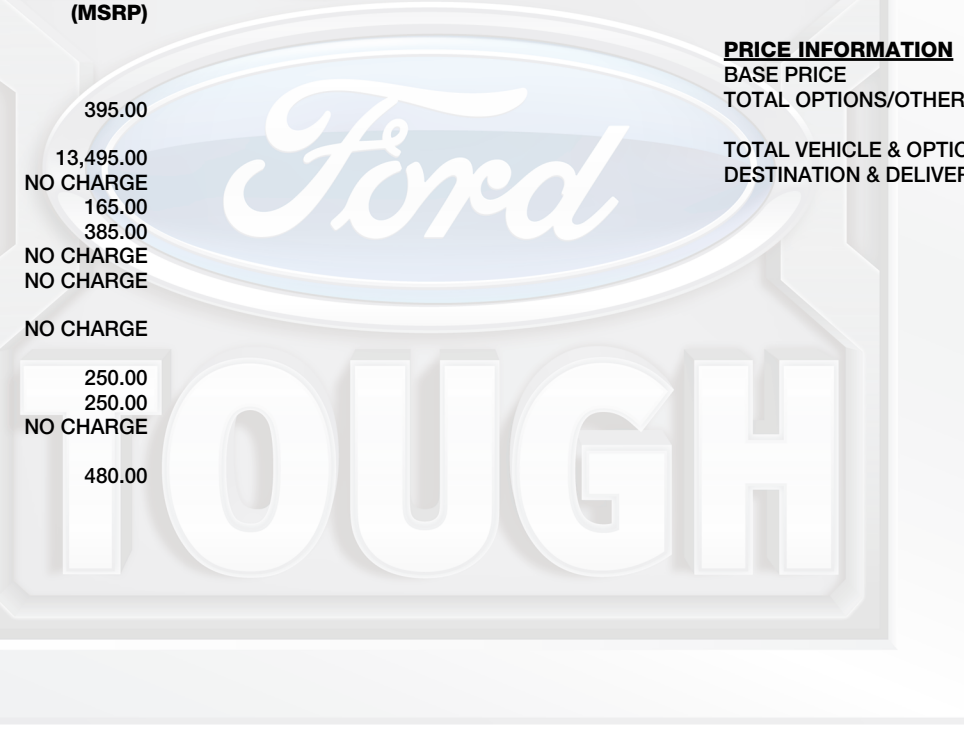 (MSRP)
395.00
13,495.00
NO CHARGE
165.00
385.00
NO CHARGE
NO CHARGE
NO CHARGE
250.00
250.00
NO CHARGE
480.00
PRICE INFORMATION
BASE PRICE
TOTAL OPTIONS/OTHER
TOTAL VEHICLE & OPTIO
DESTINATION & DELIVER
Ford
TOUGH